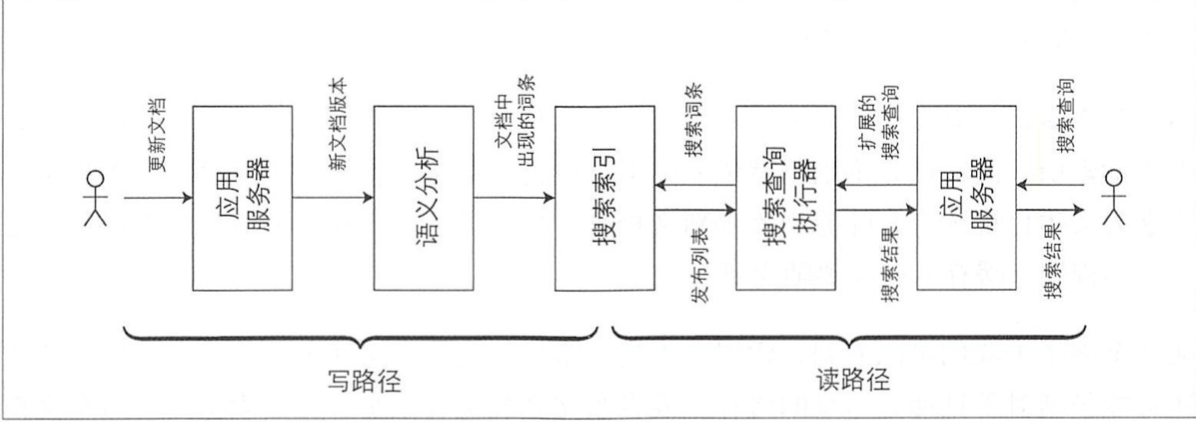 更新文档
应用
服务器
新文档版本
语义分析
文档中
出现的词条
搜索索引
搜索词条
发布列表
搜索查询
执行器
扩展的
搜索查询
搜索结果
应用
服务器
搜索查询
搜索结果
写路径
读路径